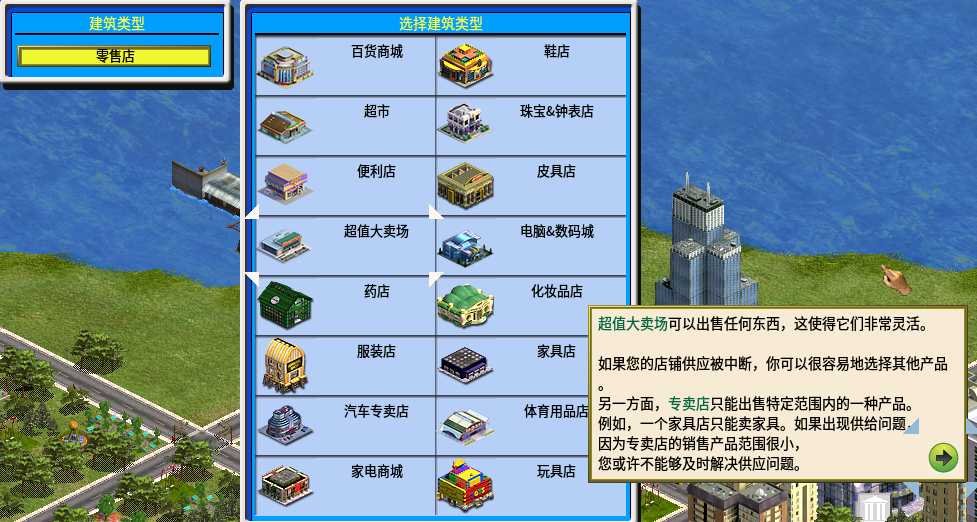 建筑类型
零售店
选择建筑类型
百货商城
鞋店
超市
珠宝&钟表店
便利店
皮具店
超值大卖场
电脑&数码城
药店
化妆品店
服装店
家具店
汽车专卖店
体育用品店
家电商城
玩具店
超值大卖场可以出售任何东西，这使得它们非常灵活。
如果您的店铺供应被中断，你可以很容易地选择其他产品
。
另一方面，专卖店只能出售特定范围内的一种产品。
例如，一个家具店只能卖家具。如果出现供给问题，
因为专卖店的销售产品范围很小，
您或许不能够及时解决供应问题。